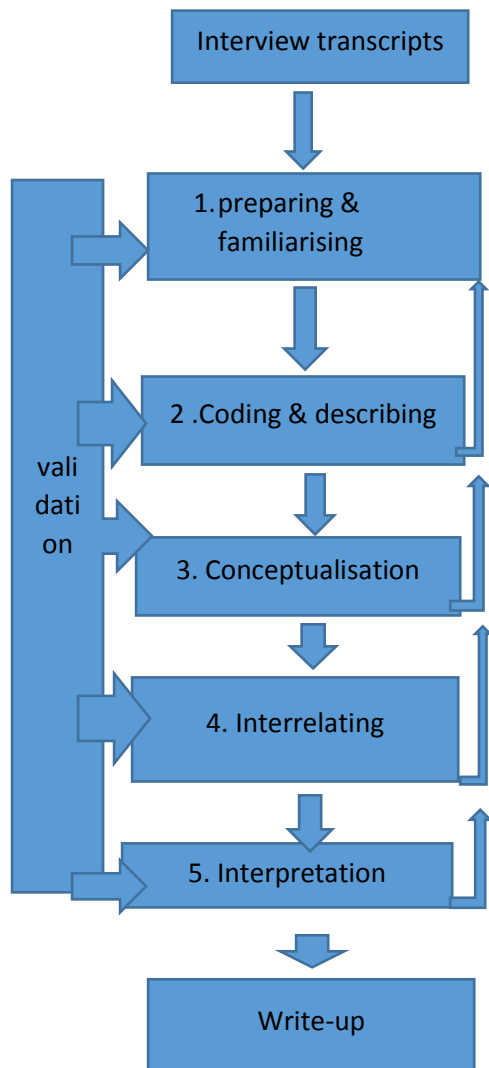 Interview transcripts
1.preparing &
familiarising
2 .Coding & describing
vali
dati
on
3. Conceptualisation
4. Interrelating
5. Interpretation
Write-up